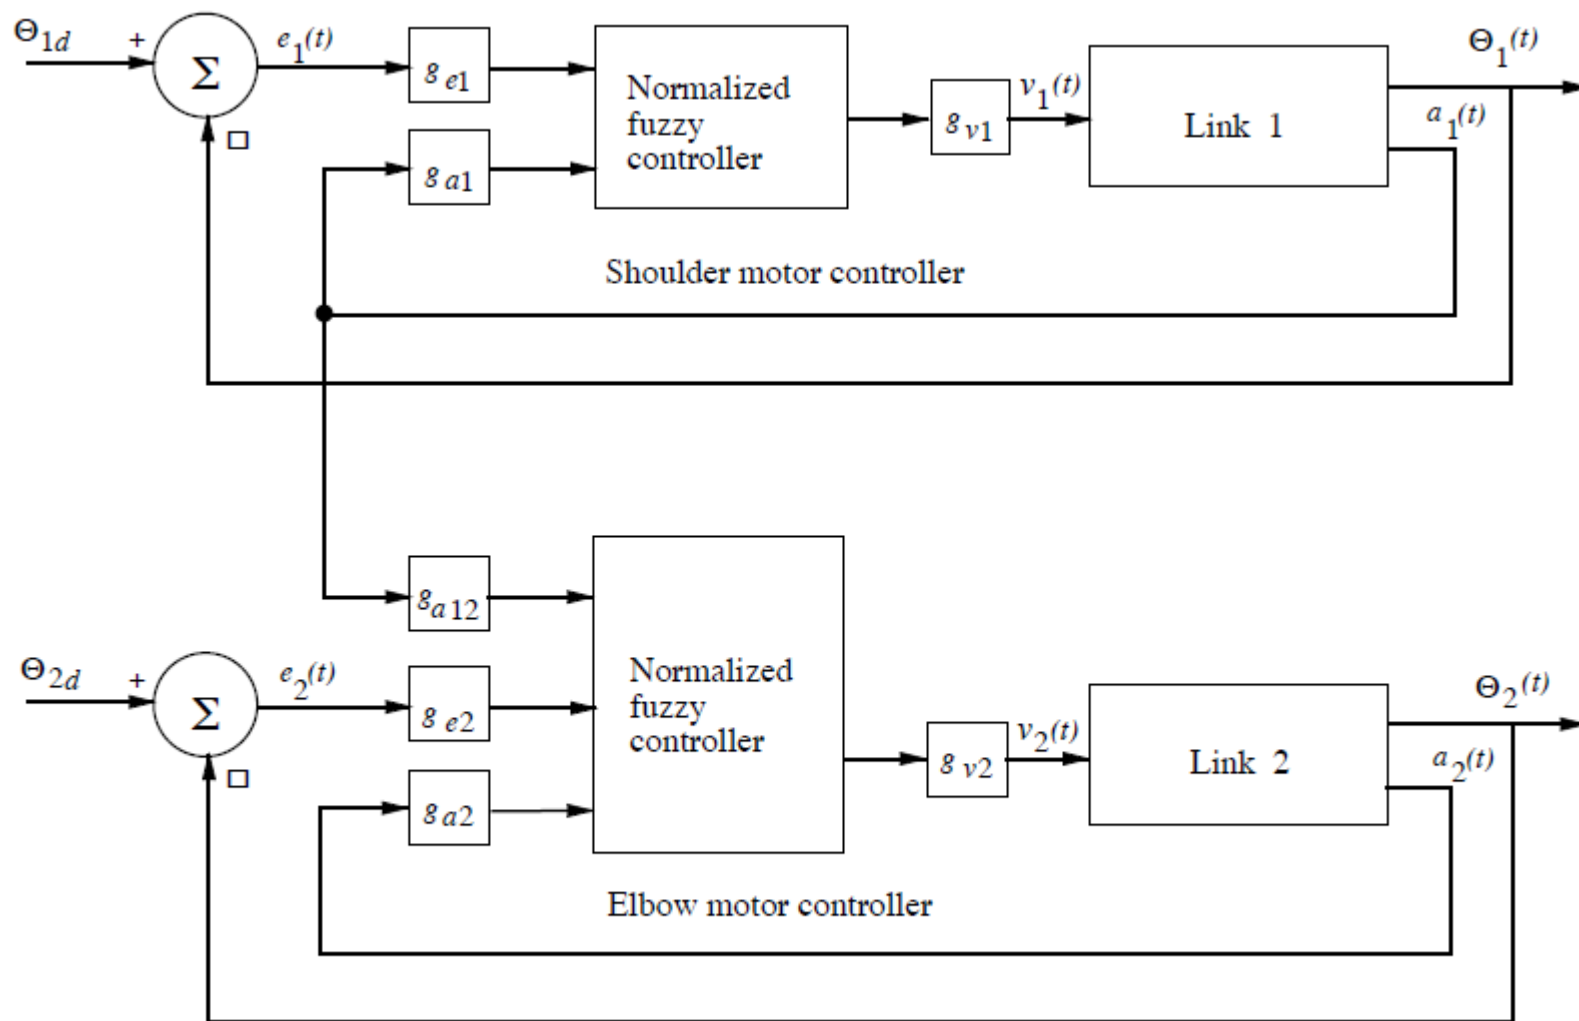 Θ1d
+
Σ
e1(t)
g e1
g a1
Normalized
fuzzy
controller
g v1
v1(t)
Link 1
Θ1(t)
a1(t)
Shoulder motor controller
g a12
Θ2d
+
Σ
e2(t)
g e2
g a2
Normalized
fuzzy
controller
g v2
v2(t)
Link 2
Θ2(t)
a2(t)
Elbow motor controller